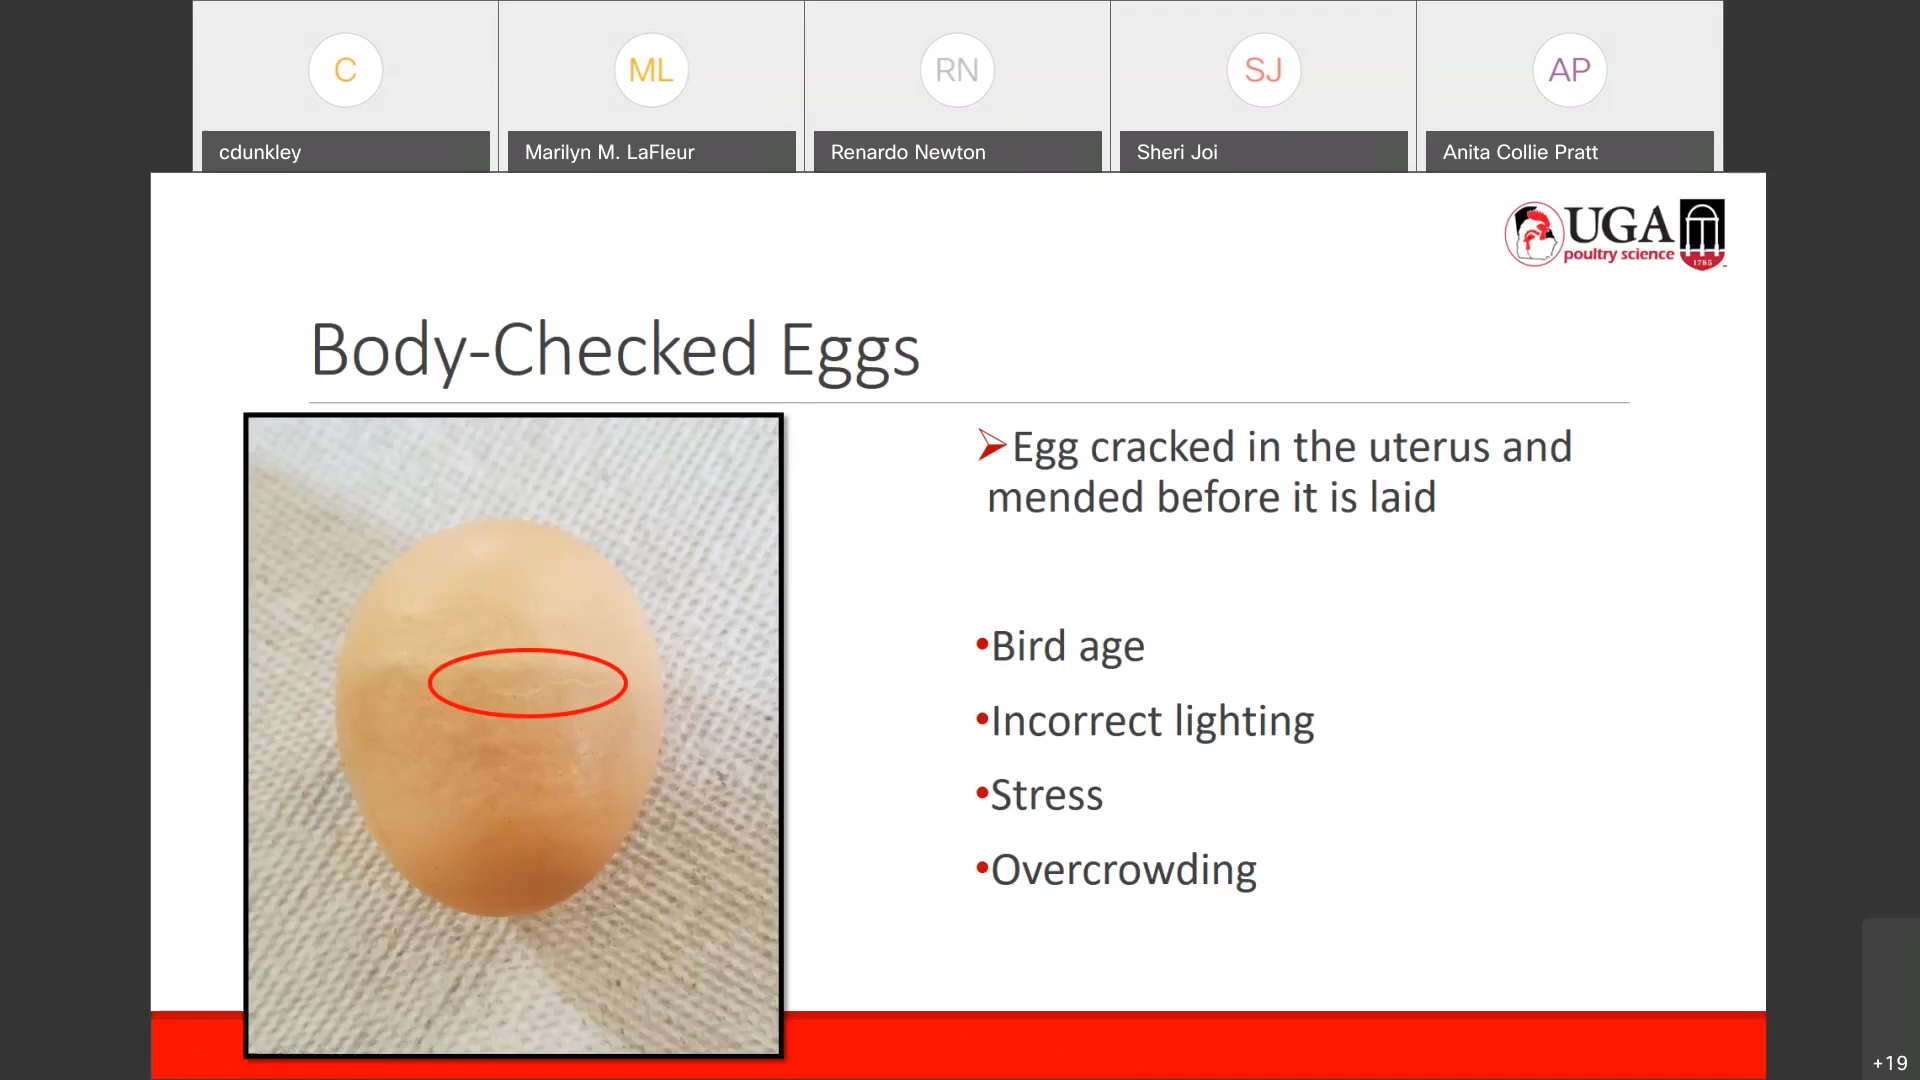 C
ML
RN
SJ
AP
cdunkley
Marilyn M. LaFleur
Renardo Newton
Sheri Joi
Anita Collie Pratt
UGA
poultry science
1785
Body-Checked Eggs
➢Egg cracked in the uterus and
mended before it is laid
•Bird age
•Incorrect lighting
•Stress
•Overcrowding
+19